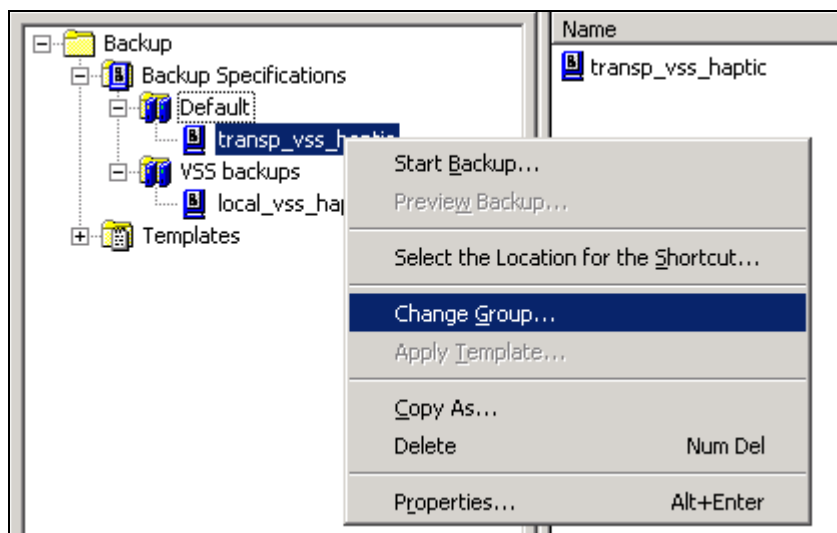 Backup
Backup Specifications
Default
transp_vss_haptic
VSS backups
local_vss_hap
Templates
Name
transp_vss_haptic
Start Backup...
Preview Backup...
Select the Location for the Shortcut...
Change Group...
Apply Template...
Copy As...
Delete Num Del
Properties... Alt+Enter